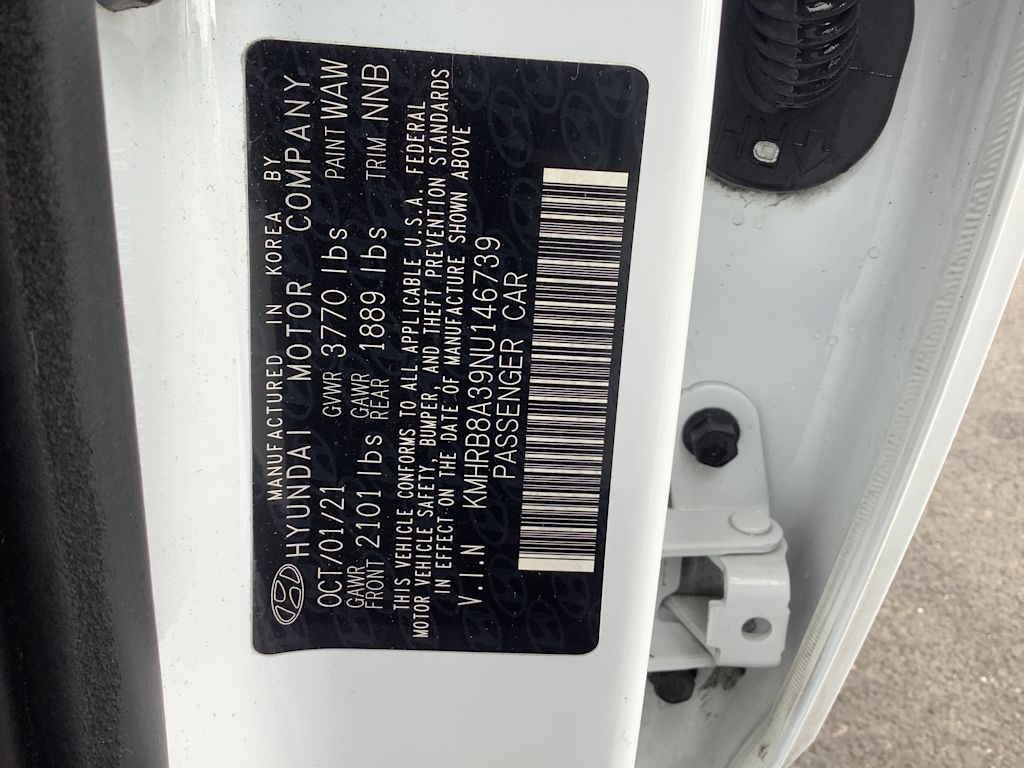 MANUFACTURED IN KOREA BY
HYUNDAI MOTOR COMPANY
OCT/01/21 GVWR 3770 lbs PAINT WAW
GAWR FRONT 2101 lbs GAWR REAR 1889 lbs TRIM NNB
THIS VEHICLE CONFORMS TO ALL APPLICABLE U.S.A. FEDERAL
MOTOR VEHICLE SAFETY, BUMPER, AND THEFT PREVENTION STANDARDS
IN EFFECT ON THE DATE OF MANUFACTURE SHOWN ABOVE
V.I.N KMHRB8A39NU146739
PASSENGER CAR